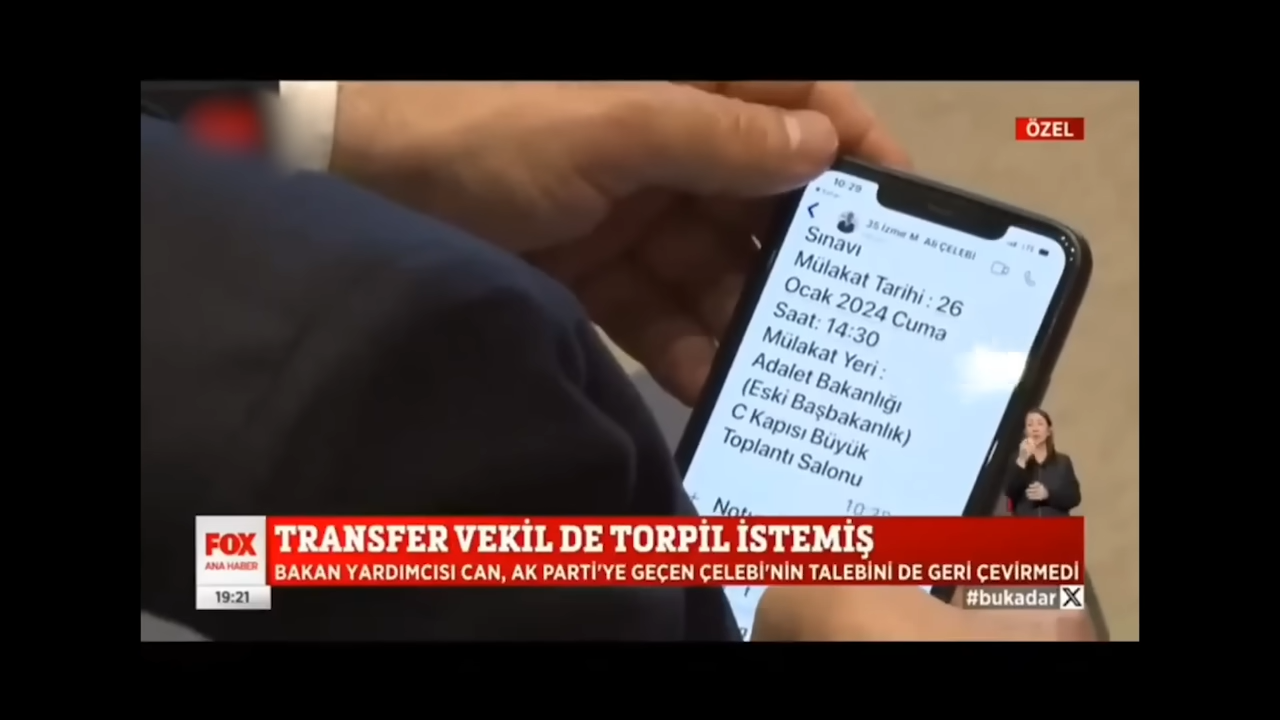 ÖZEL
10:29
35 İzmir M Ali ÇELEBİ
Sınavı
Mülakat Tarihi : 26
Ocak 2024 Cuma
Saat: 14:30
Mülakat Yeri :
Adalet Bakanlığı
(Eski Başbakanlık)
C Kapısı Büyük
Toplantı Salonu
FOX
ANA HABER
19:21
TRANSFER VEKİL DE TORPİL İSTEMİŞ
BAKAN YARDIMCISI CAN, AK PARTİ'YE GEÇEN ÇELEBİ'NİN TALEBİNİ DE GERİ ÇEVİRMEDİ
#bukadar X